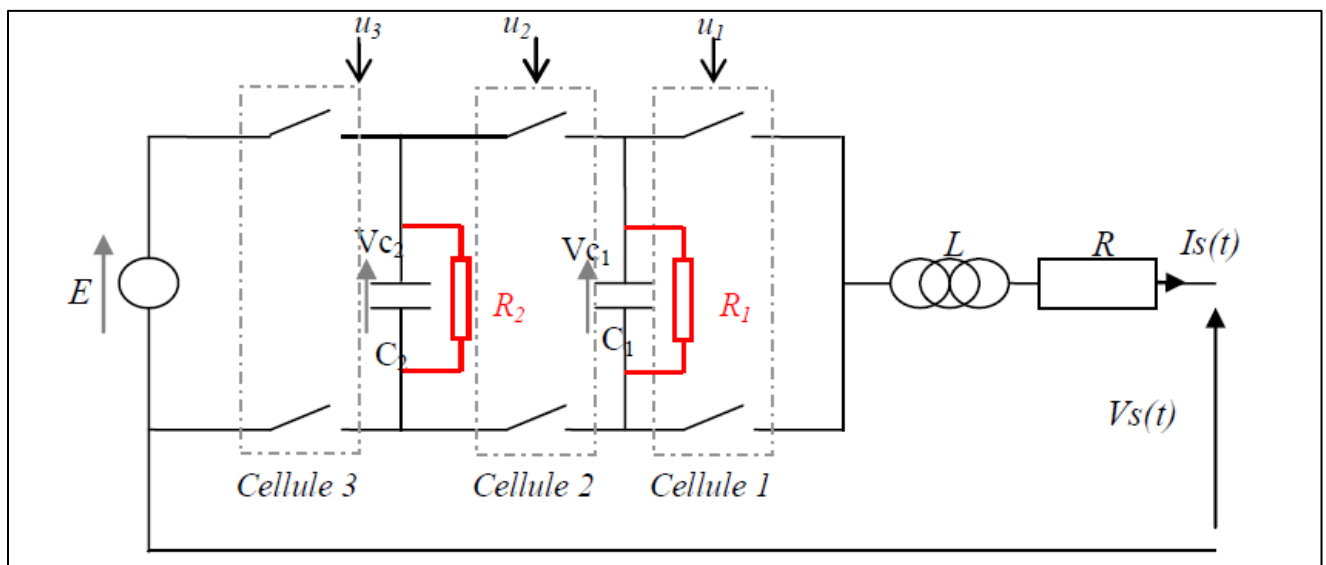 u3
u2
u1
E
Vc2
C2
R2
Vc1
C1
R1
L
R
Is(t)
Vs(t)
Cellule 3
Cellule 2
Cellule 1